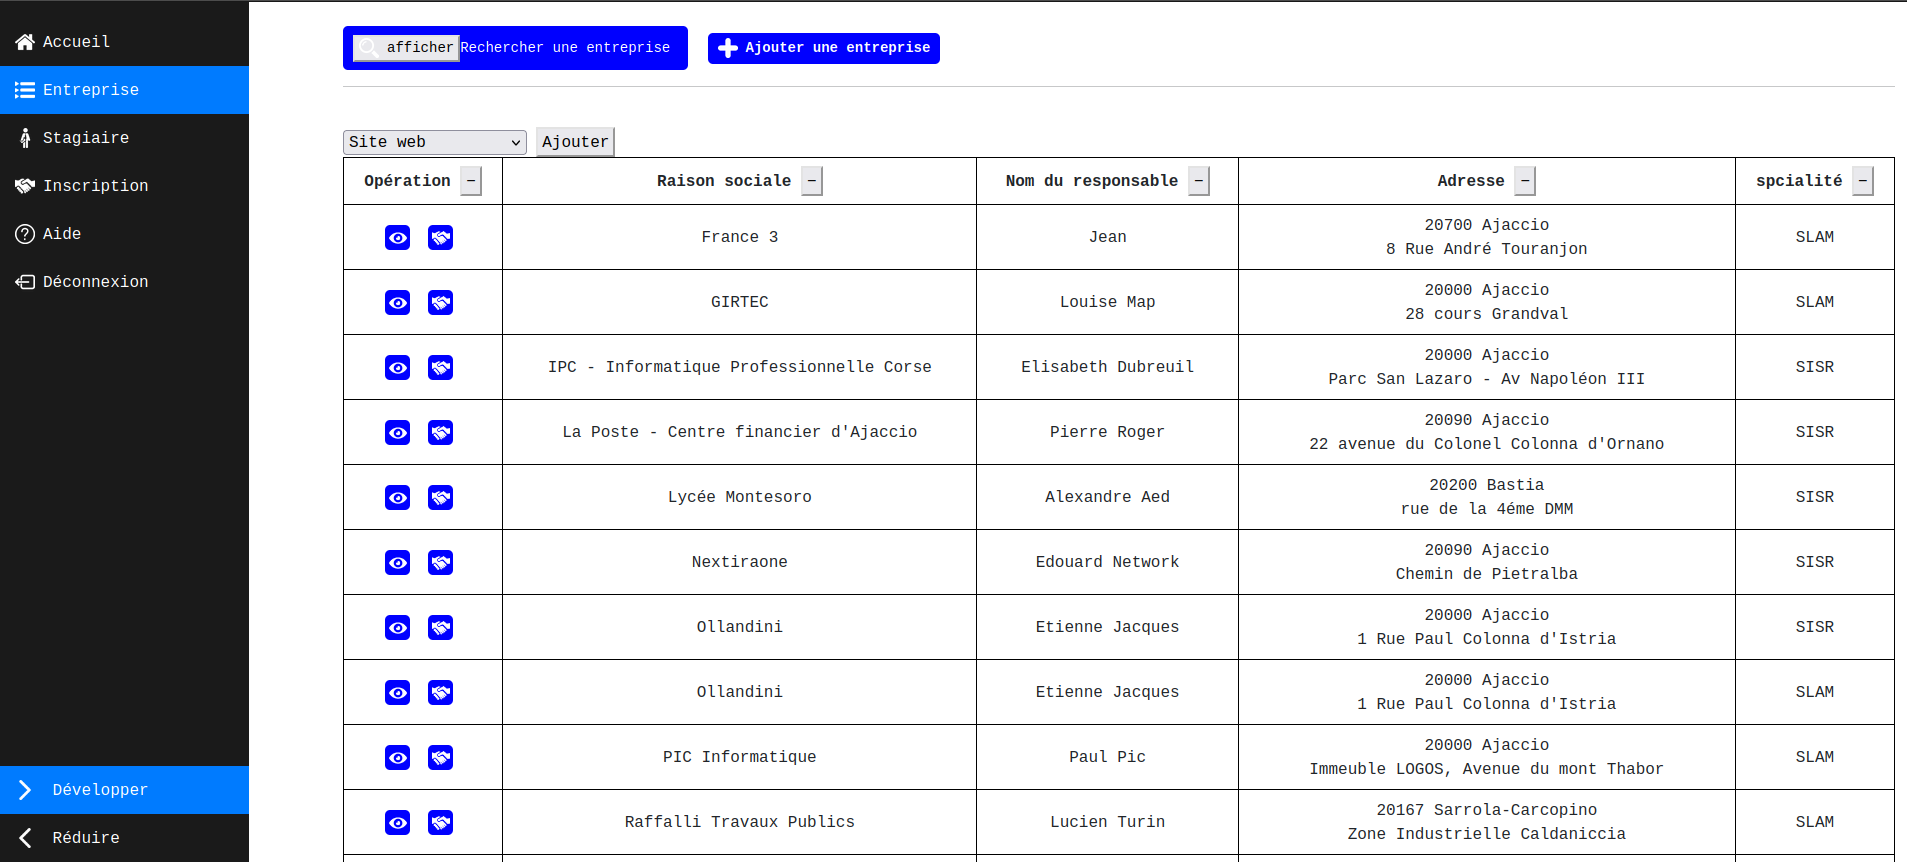 Accueil
Entreprise
Stagiaire
Inscription
Aide
Déconnexion
Développer
Réduire
afficher Rechercher une entreprise
Ajouter une entreprise
Site web
Ajouter
Opération − Raison sociale − Nom du responsable − Adresse − spcialité −
France 3 Jean 20700 Ajaccio
8 Rue André Touranjon SLAM
GIRTEC Louise Map 20000 Ajaccio
28 cours Grandval SLAM
IPC - Informatique Professionnelle Corse Elisabeth Dubreuil 20000 Ajaccio
Parc San Lazaro - Av Napoléon III SISR
La Poste - Centre financier d'Ajaccio Pierre Roger 20090 Ajaccio
22 avenue du Colonel Colonna d'Ornano SISR
Lycée Montesoro Alexandre Aed 20200 Bastia
rue de la 4éme DMM SISR
Nextiraone Edouard Network 20090 Ajaccio
Chemin de Pietralba SISR
Ollandini Etienne Jacques 20000 Ajaccio
1 Rue Paul Colonna d'Istria SISR
Ollandini Etienne Jacques 20000 Ajaccio
1 Rue Paul Colonna d'Istria SLAM
PIC Informatique Paul Pic 20000 Ajaccio
Immeuble LOGOS, Avenue du mont Thabor SLAM
Raffalli Travaux Publics Lucien Turin 20167 Sarrola-Carcopino
Zone Industrielle Caldaniccia SLAM